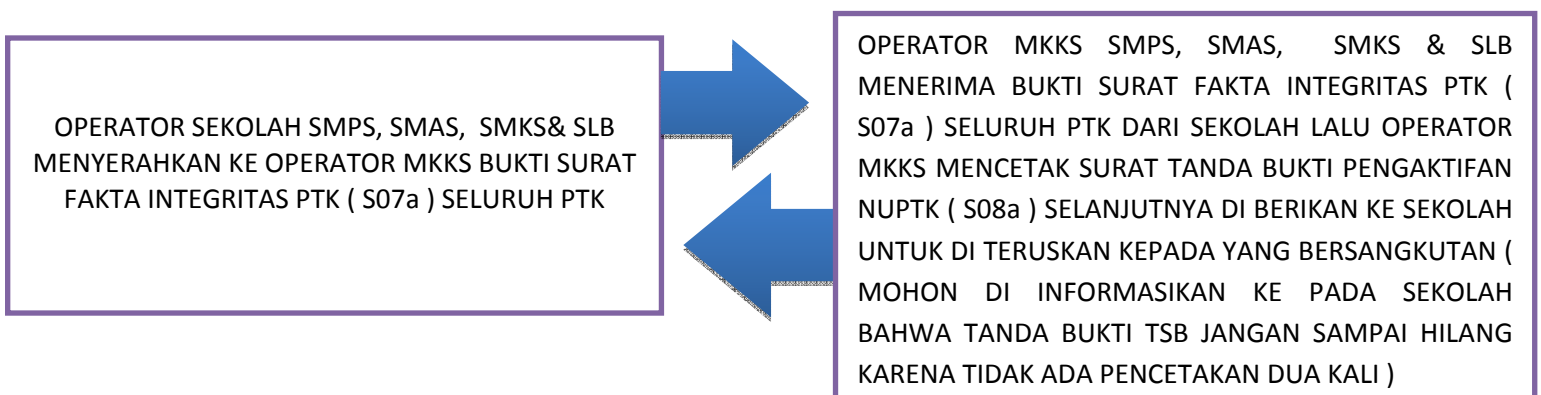 OPERATOR SEKOLAH SMPS, SMAS, SMKS& SLB
MENYERAHKAN KE OPERATOR MKKS BUKTI SURAT
FAKTA INTEGRITAS PTK ( S07a ) SELURUH PTK
OPERATOR MKKS SMPS, SMAS, SMKS & SLB
MENERIMA BUKTI SURAT FAKTA INTEGRITAS PTK (
S07a ) SELURUH PTK DARI SEKOLAH LALU OPERATOR
MKKS MENCETAK SURAT TANDA BUKTI PENGAKTIFAN
NUPTK ( S08a ) SELANJUTNYA DI BERIKAN KE SEKOLAH
UNTUK DI TERUSKAN KEPADA YANG BERSANGKUTAN (
MOHON DI INFORMASIKAN KE PADA SEKOLAH
BAHWA TANDA BUKTI TSB JANGAN SAMPAI HILANG
KARENA TIDAK ADA PENCETAKAN DUA KALI )